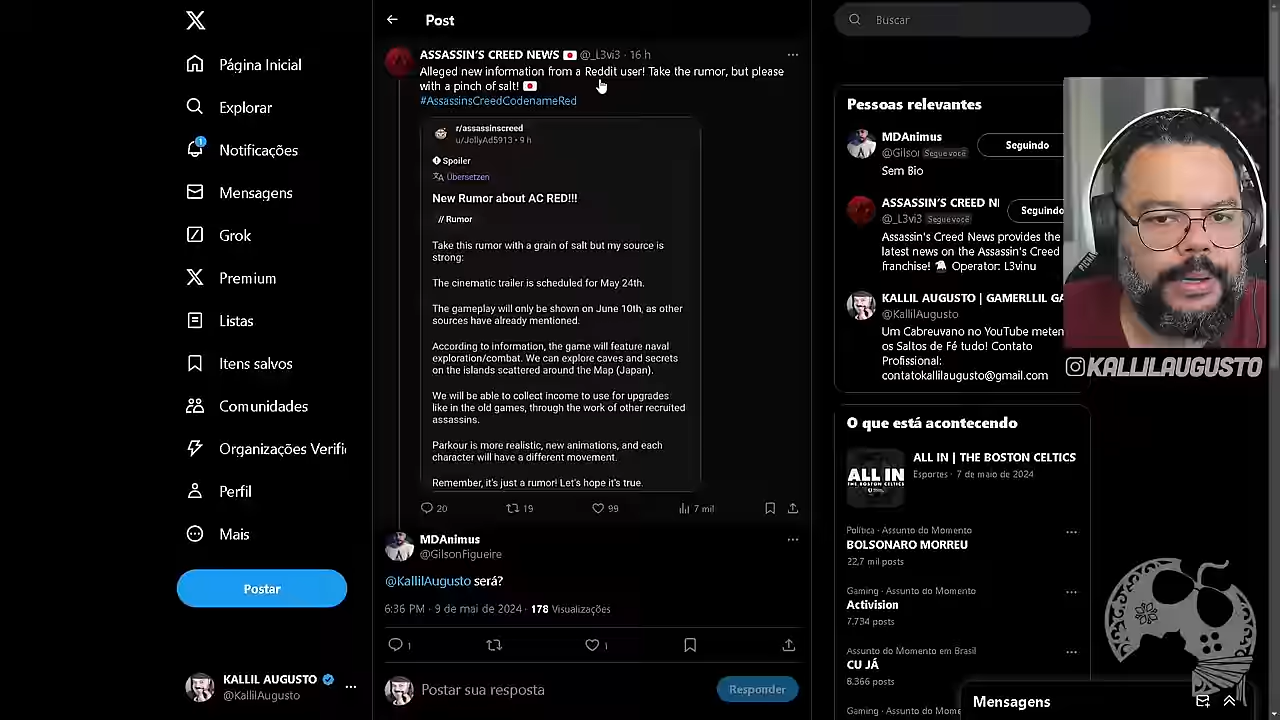 Página Inicial
Explorar
1
Notificações
Mensagens
Grok
Premium
Listas
Itens salvos
Comunidades
Organizações Verifi
Perfil
Mais
Postar
KALLIL AUGUSTO
@KallilAugusto
Post
ASSASSIN'S CREED NEWS 🇯🇵 @_L3vi3 · 16 h
Alleged new information from a Reddit user! Take the rumor, but please
with a pinch of salt! 🇯🇵
#AssassinsCreedCodenameRed
r/assassinscreed
u/JollyAd5913 · 9 h
Spoiler
Übersetzen
New Rumor about AC RED!!!
// Rumor
Take this rumor with a grain of salt but my source is
strong:
The cinematic trailer is scheduled for May 24th.
The gameplay will only be shown on June 10th, as other
sources have already mentioned.
According to information, the game will feature naval
exploration/combat. We can explore caves and secrets
on the islands scattered around the Map (Japan).
We will be able to collect income to use for upgrades
like in the old games, through the work of other recruited
assassins.
Parkour is more realistic, new animations, and each
character will have a different movement.
Remember, it's just a rumor! Let's hope it's true.
20 19 99 7 mil
MDAnimus
@GilsonFigueire
@KallilAugusto será?
6:36 PM · 9 de mai de 2024 · 178 Visualizações
1 1
Postar sua resposta
Responder
Buscar
Pessoas relevantes
MDAnimus
@Gilso Segue você
Seguindo
Sem Bio
ASSASSIN'S CREED NI
@_L3vi3 Segue você
Seguindo
Assassin's Creed News provides the
latest news on the Assassin's Creed
franchise! Operator: L3vinu
KALLIL AUGUSTO | GAMERLLIL GA
@KallilAugusto
Um Cabreuvano no YouTube meten
os Saltos de Fé tudo! Contato
Profissional:
contatokallilaugusto@gmail.com
KALLILAUGUSTO
O que está acontecendo
ALL IN | THE BOSTON CELTICS
Esportes · 7 de maio de 2024
ALL IN
Política · Assunto do Momento
BOLSONARO MORREU
22,7 mil posts
Gaming · Assunto do Momento
Activision
7.734 posts
Assunto do Momento em Brasil
CU JÁ
8.366 posts
Gaming · Assunto do Mome
Mensagens